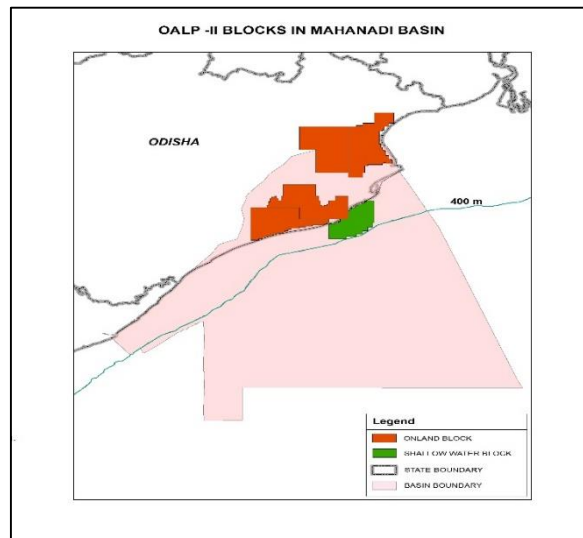 OALP -II BLOCKS IN MAHANADI BASIN
ODISHA
400 m
Legend
ONLAND BLOCK
SHALLOW WATER BLOCK
STATE BOUNDARY
BASIN BOUNDARY